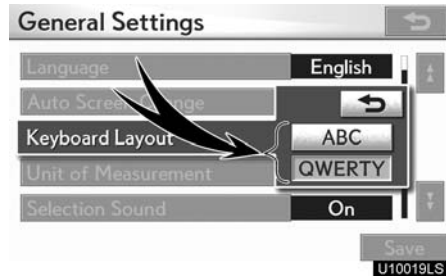 General Settings
Language English
Auto Screen Change
Keyboard Layout ABC
QWERTY
Unit of Measurement
Selection Sound On
Save
U10019LS